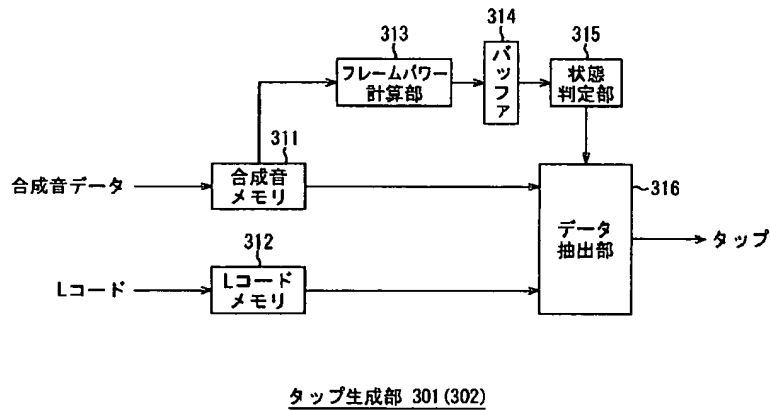 314
313
315
フレームパワー
計算部
バッファ
状態
判定部
311
合成音データ
合成音
メモリ
316
データ
抽出部
タップ
312
Lコード
Lコード
メモリ
タップ生成部 301(302)